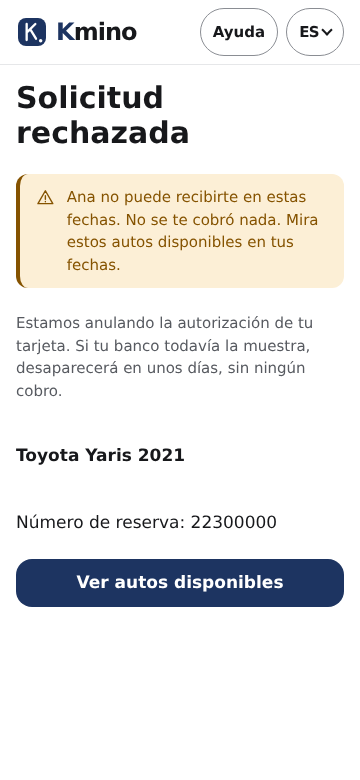 K. Kmino
Ayuda
ES
Solicitud
rechazada
Ana no puede recibirte en estas
fechas. No se te cobró nada. Mira
estos autos disponibles en tus
fechas.
Estamos anulando la autorización de tu
tarjeta. Si tu banco todavía la muestra,
desaparecerá en unos días, sin ningún
cobro.
Toyota Yaris 2021
Número de reserva: 22300000
Ver autos disponibles